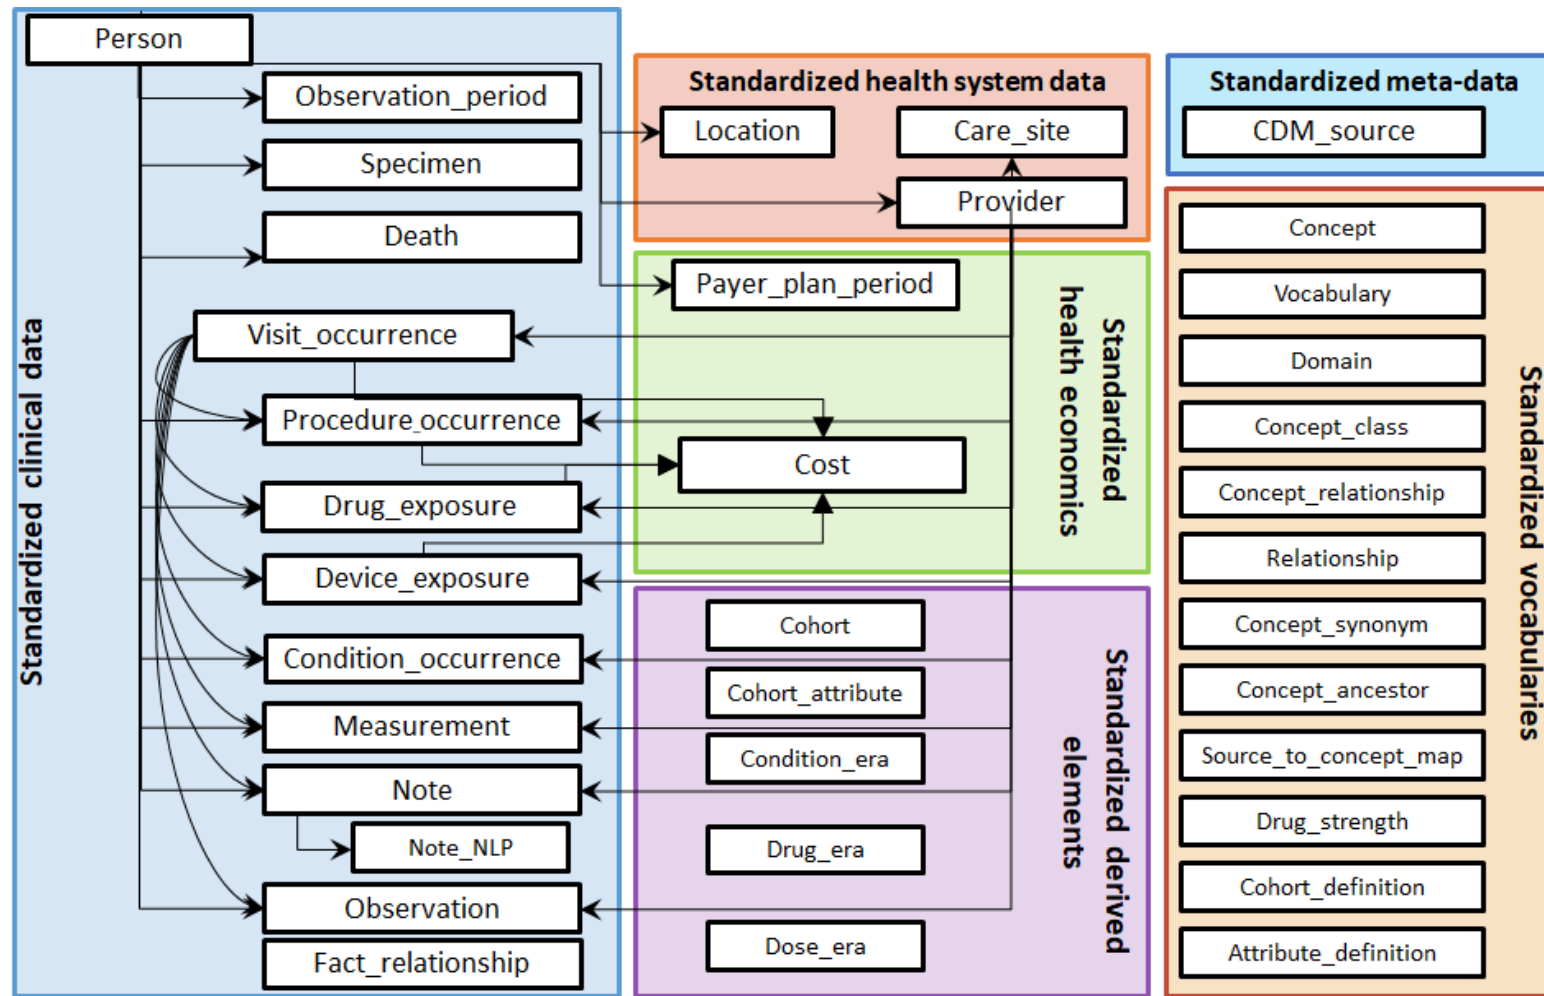 Person
Observation_period
Specimen
Death
Visit_occurrence
Procedure_occurrence
Drug_exposure
Device_exposure
Condition_occurrence
Measurement
Note
Note_NLP
Observation
Fact_relationship
Standardized clinical data
Standardized health system data
Location
Care_site
Provider
Payer_plan_period
Cost
Standardized
health economics
Cohort
Cohort_attribute
Condition_era
Drug_era
Dose_era
Standardized derived
elements
Standardized meta-data
CDM_source
Concept
Vocabulary
Domain
Concept_class
Concept_relationship
Relationship
Concept_synonym
Concept_ancestor
Source_to_concept_map
Drug_strength
Cohort_definition
Attribute_definition
Standardized vocabularies